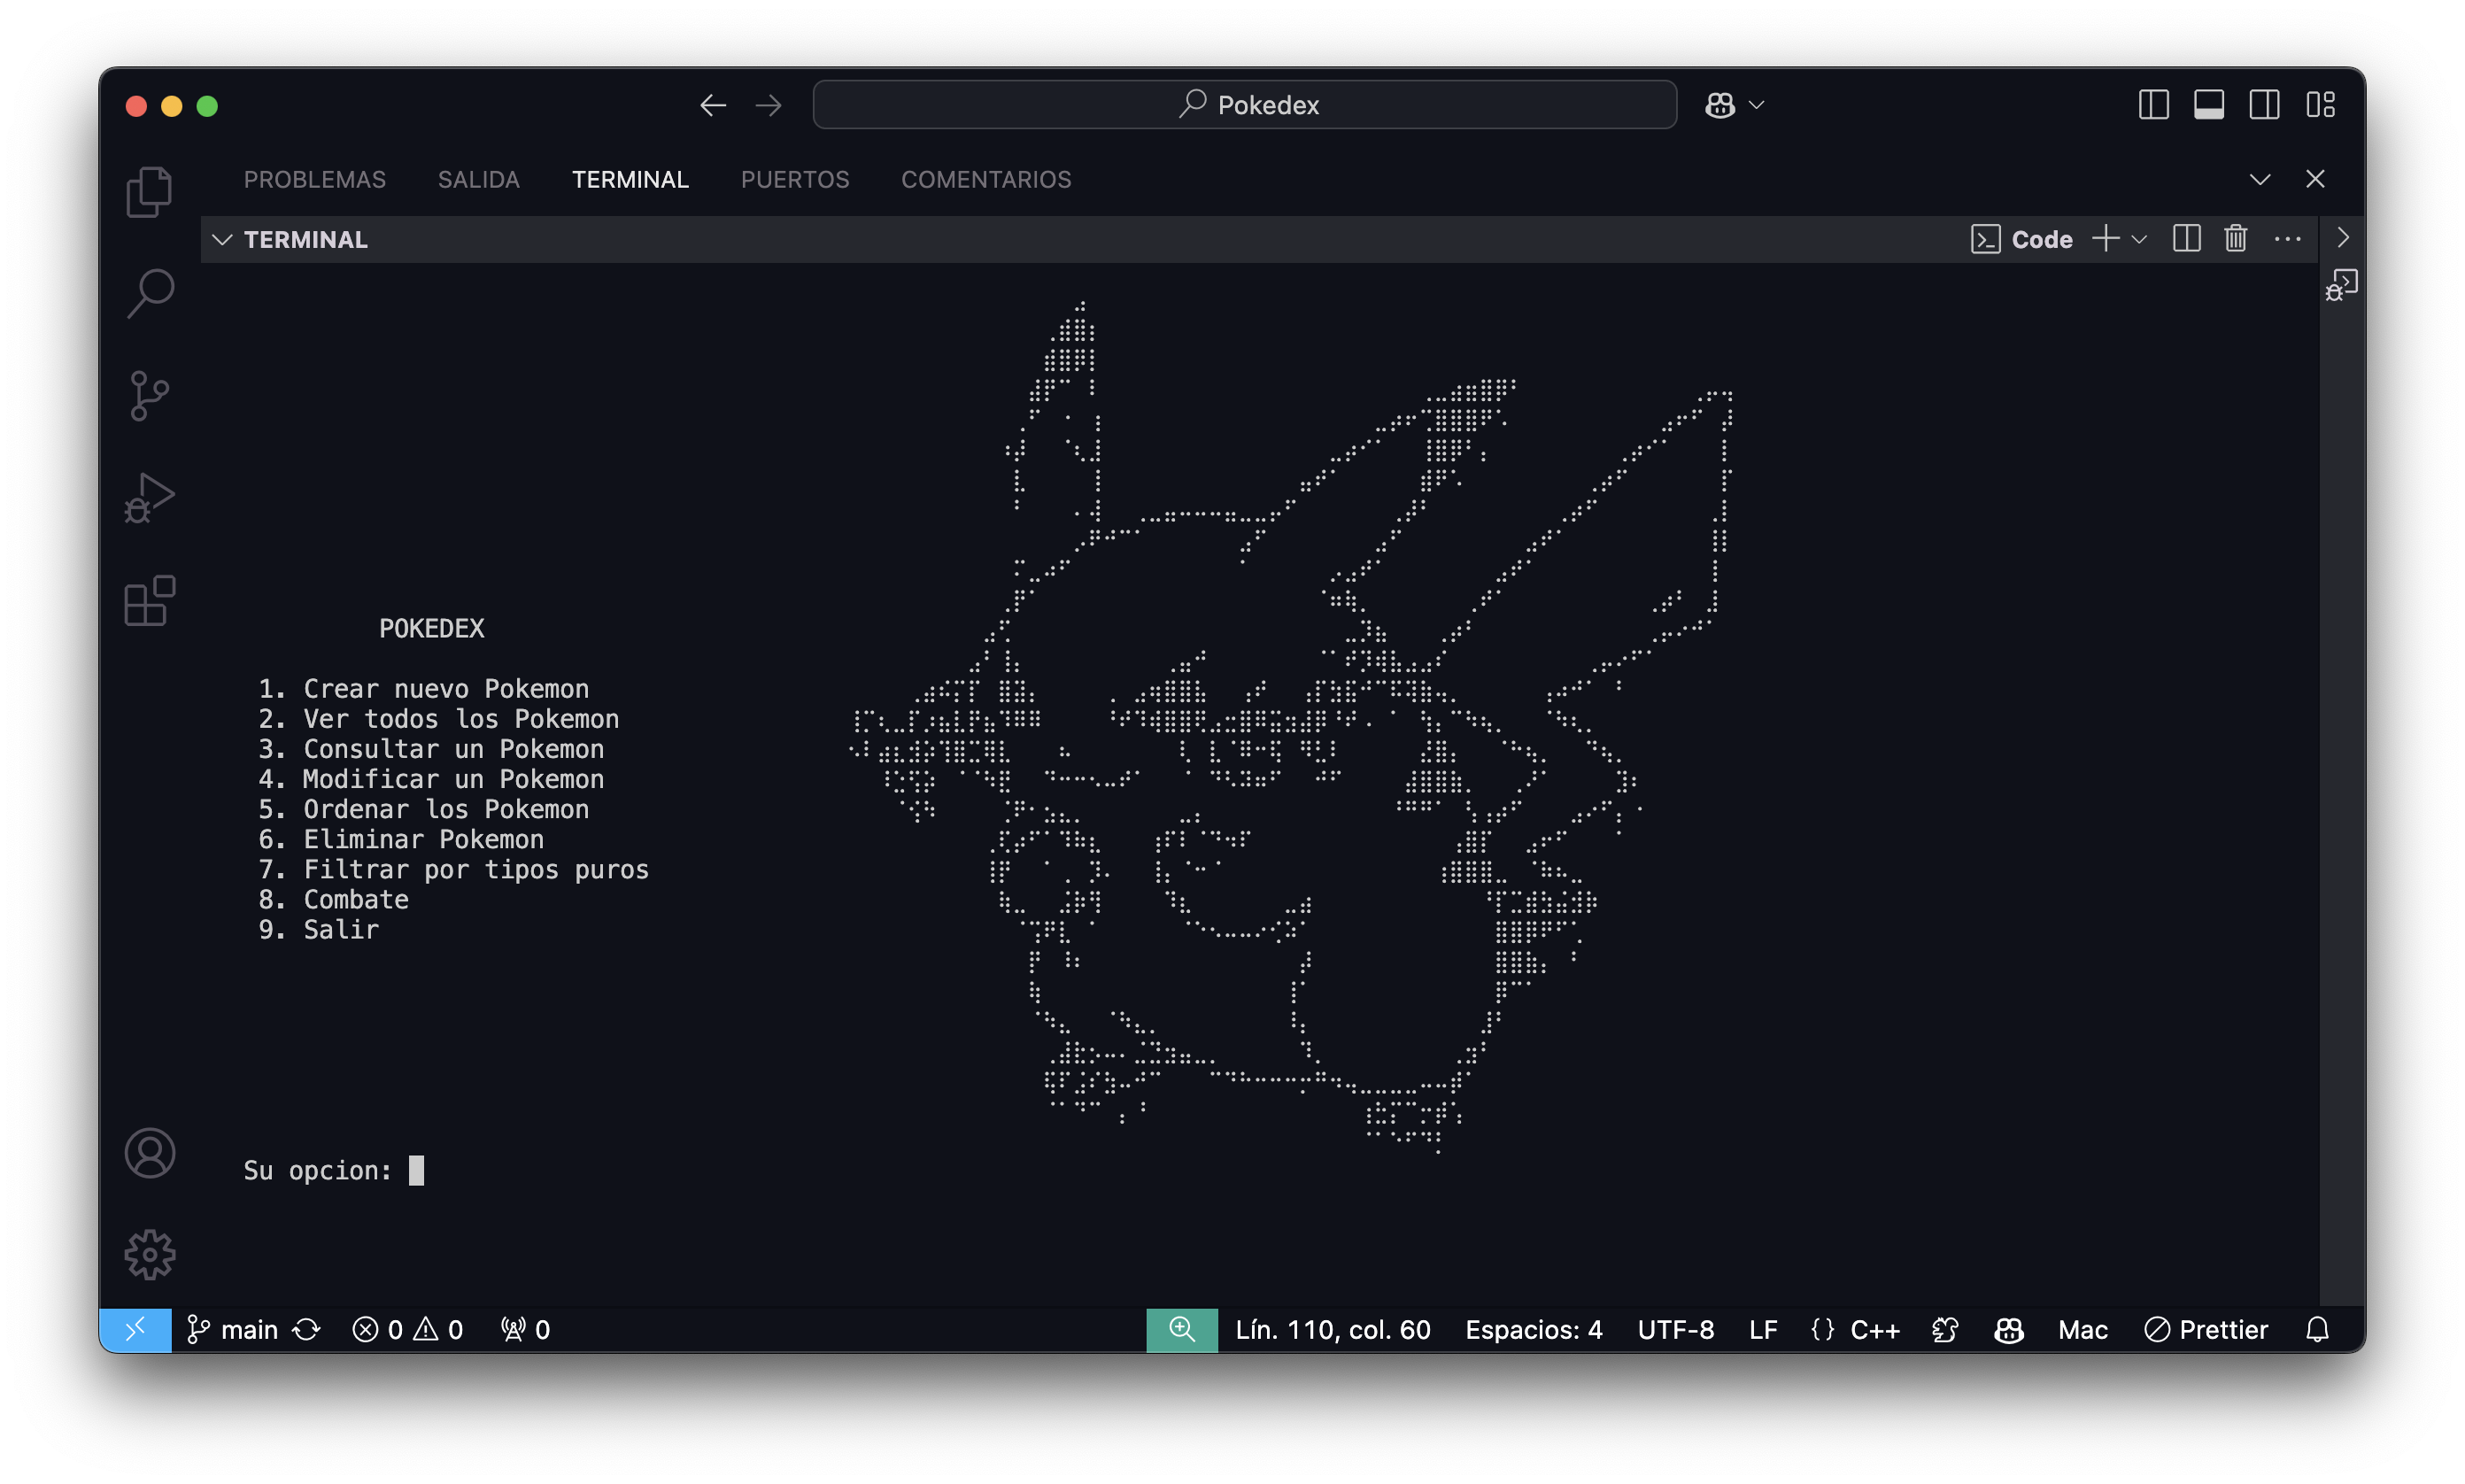 Pokedex
PROBLEMAS SALIDA TERMINAL PUERTOS COMENTARIOS
TERMINAL
Code
POKEDEX
1. Crear nuevo Pokemon
2. Ver todos los Pokemon
3. Consultar un Pokemon
4. Modificar un Pokemon
5. Ordenar los Pokemon
6. Eliminar Pokemon
7. Filtrar por tipos puros
8. Combate
9. Salir
Su opcion:
main 0 0 0 Lín. 110, col. 60 Espacios: 4 UTF-8 LF {} C++ Mac Prettier